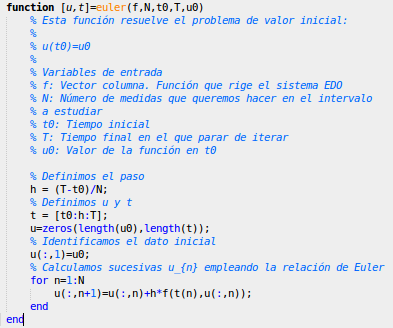 function [u,t]=euler(f,N,t0,T,u0)
% Esta función resuelve el problema de valor inicial:
%
% u(t0)=u0
%
% Variables de entrada
% f: Vector columna. Función que rige el sistema EDO
% N: Número de medidas que queremos hacer en el intervalo
% a estudiar
% t0: Tiempo inicial
% T: Tiempo final en el que parar de iterar
% u0: Valor de la función en t0
% Definimos el paso
h = (T-t0)/N;
% Definimos u y t
t = [t0:h:T];
u=zeros(length(u0),length(t));
% Identificamos el dato inicial
u(:,1)=u0;
% Calculamos sucesivas u_{n} empleando la relación de Euler
for n=1:N
u(:,n+1)=u(:,n)+h*f(t(n),u(:,n));
end
end